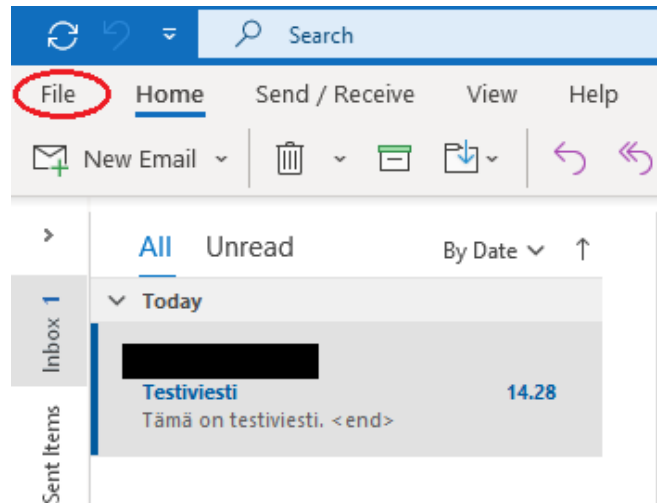 Search
File Home Send / Receive View Help
New Email
All Unread By Date
Today
Testiviesti 14.28
Tämä on testiviesti. <end>
Inbox 1
Sent Items